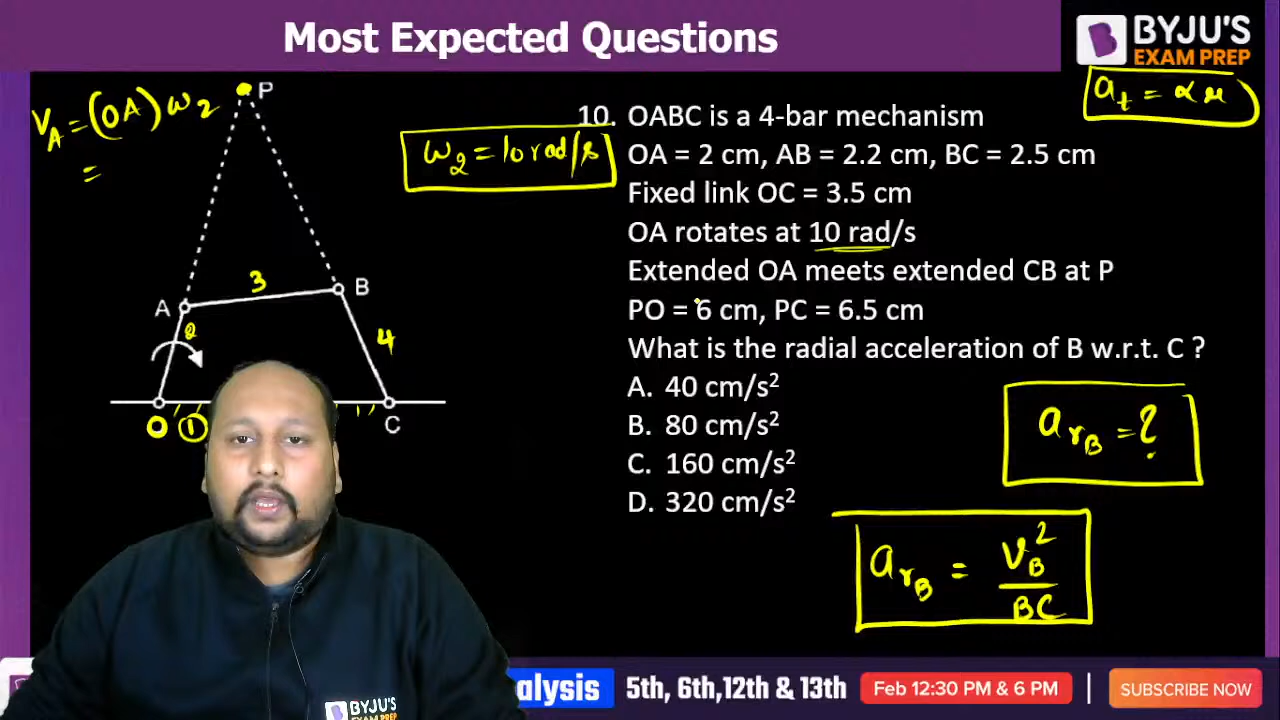 Most Expected Questions
BYJU'S
EXAM PREP
a_t = αr
V_A = (OA) ω_2
=
P
ω_2 = 10 rad/s
10. OABC is a 4-bar mechanism
OA = 2 cm, AB = 2.2 cm, BC = 2.5 cm
Fixed link OC = 3.5 cm
OA rotates at 10 rad/s
Extended OA meets extended CB at P
PO = 6 cm, PC = 6.5 cm
What is the radial acceleration of B w.r.t. C ?
A. 40 cm/s²
B. 80 cm/s²
C. 160 cm/s²
D. 320 cm/s²
3
A
B
2
4
O
1
C
a_{rB} = ?
a_{rB} = V_B² / BC
BYJU'S
EXAM PREP
alysis
5th, 6th,12th & 13th
Feb 12:30 PM & 6 PM
SUBSCRIBE NOW